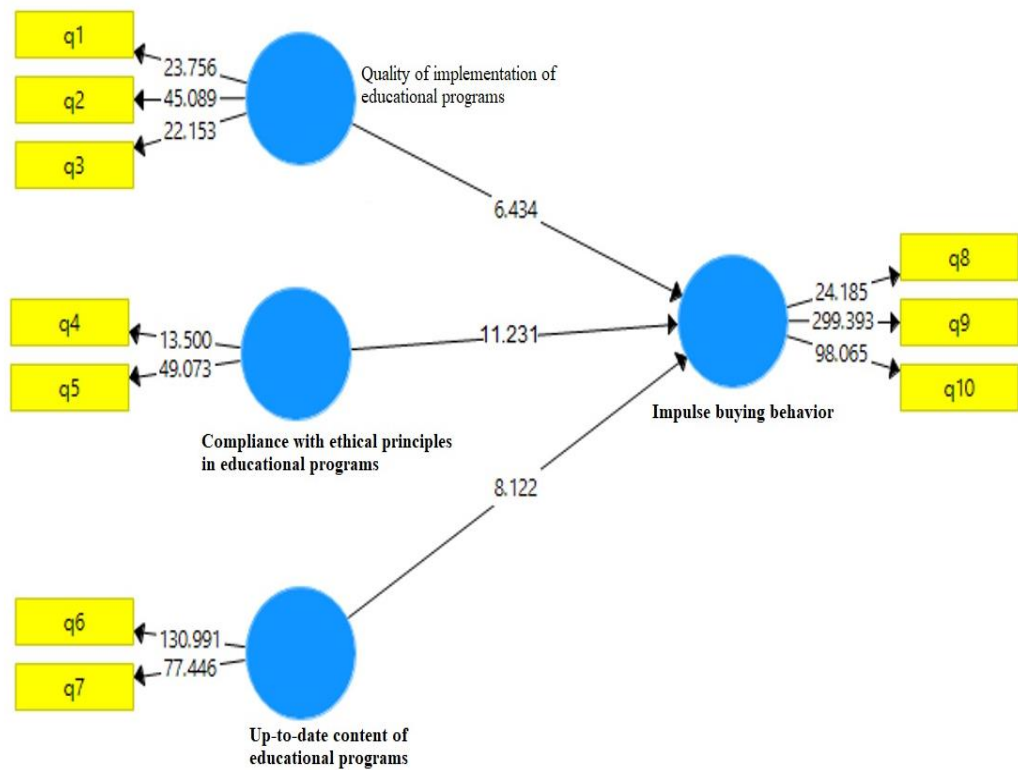 q1
23.756
q2
45.089
22.153
q3
Quality of implementation of
educational programs
6.434
q4
13.500
49.073
q5
11.231
Compliance with ethical principles
in educational programs
q8
24.185
299.393
q9
98.065
q10
Impulse buying behavior
8.122
q6
130.991
77.446
q7
Up-to-date content of
educational programs